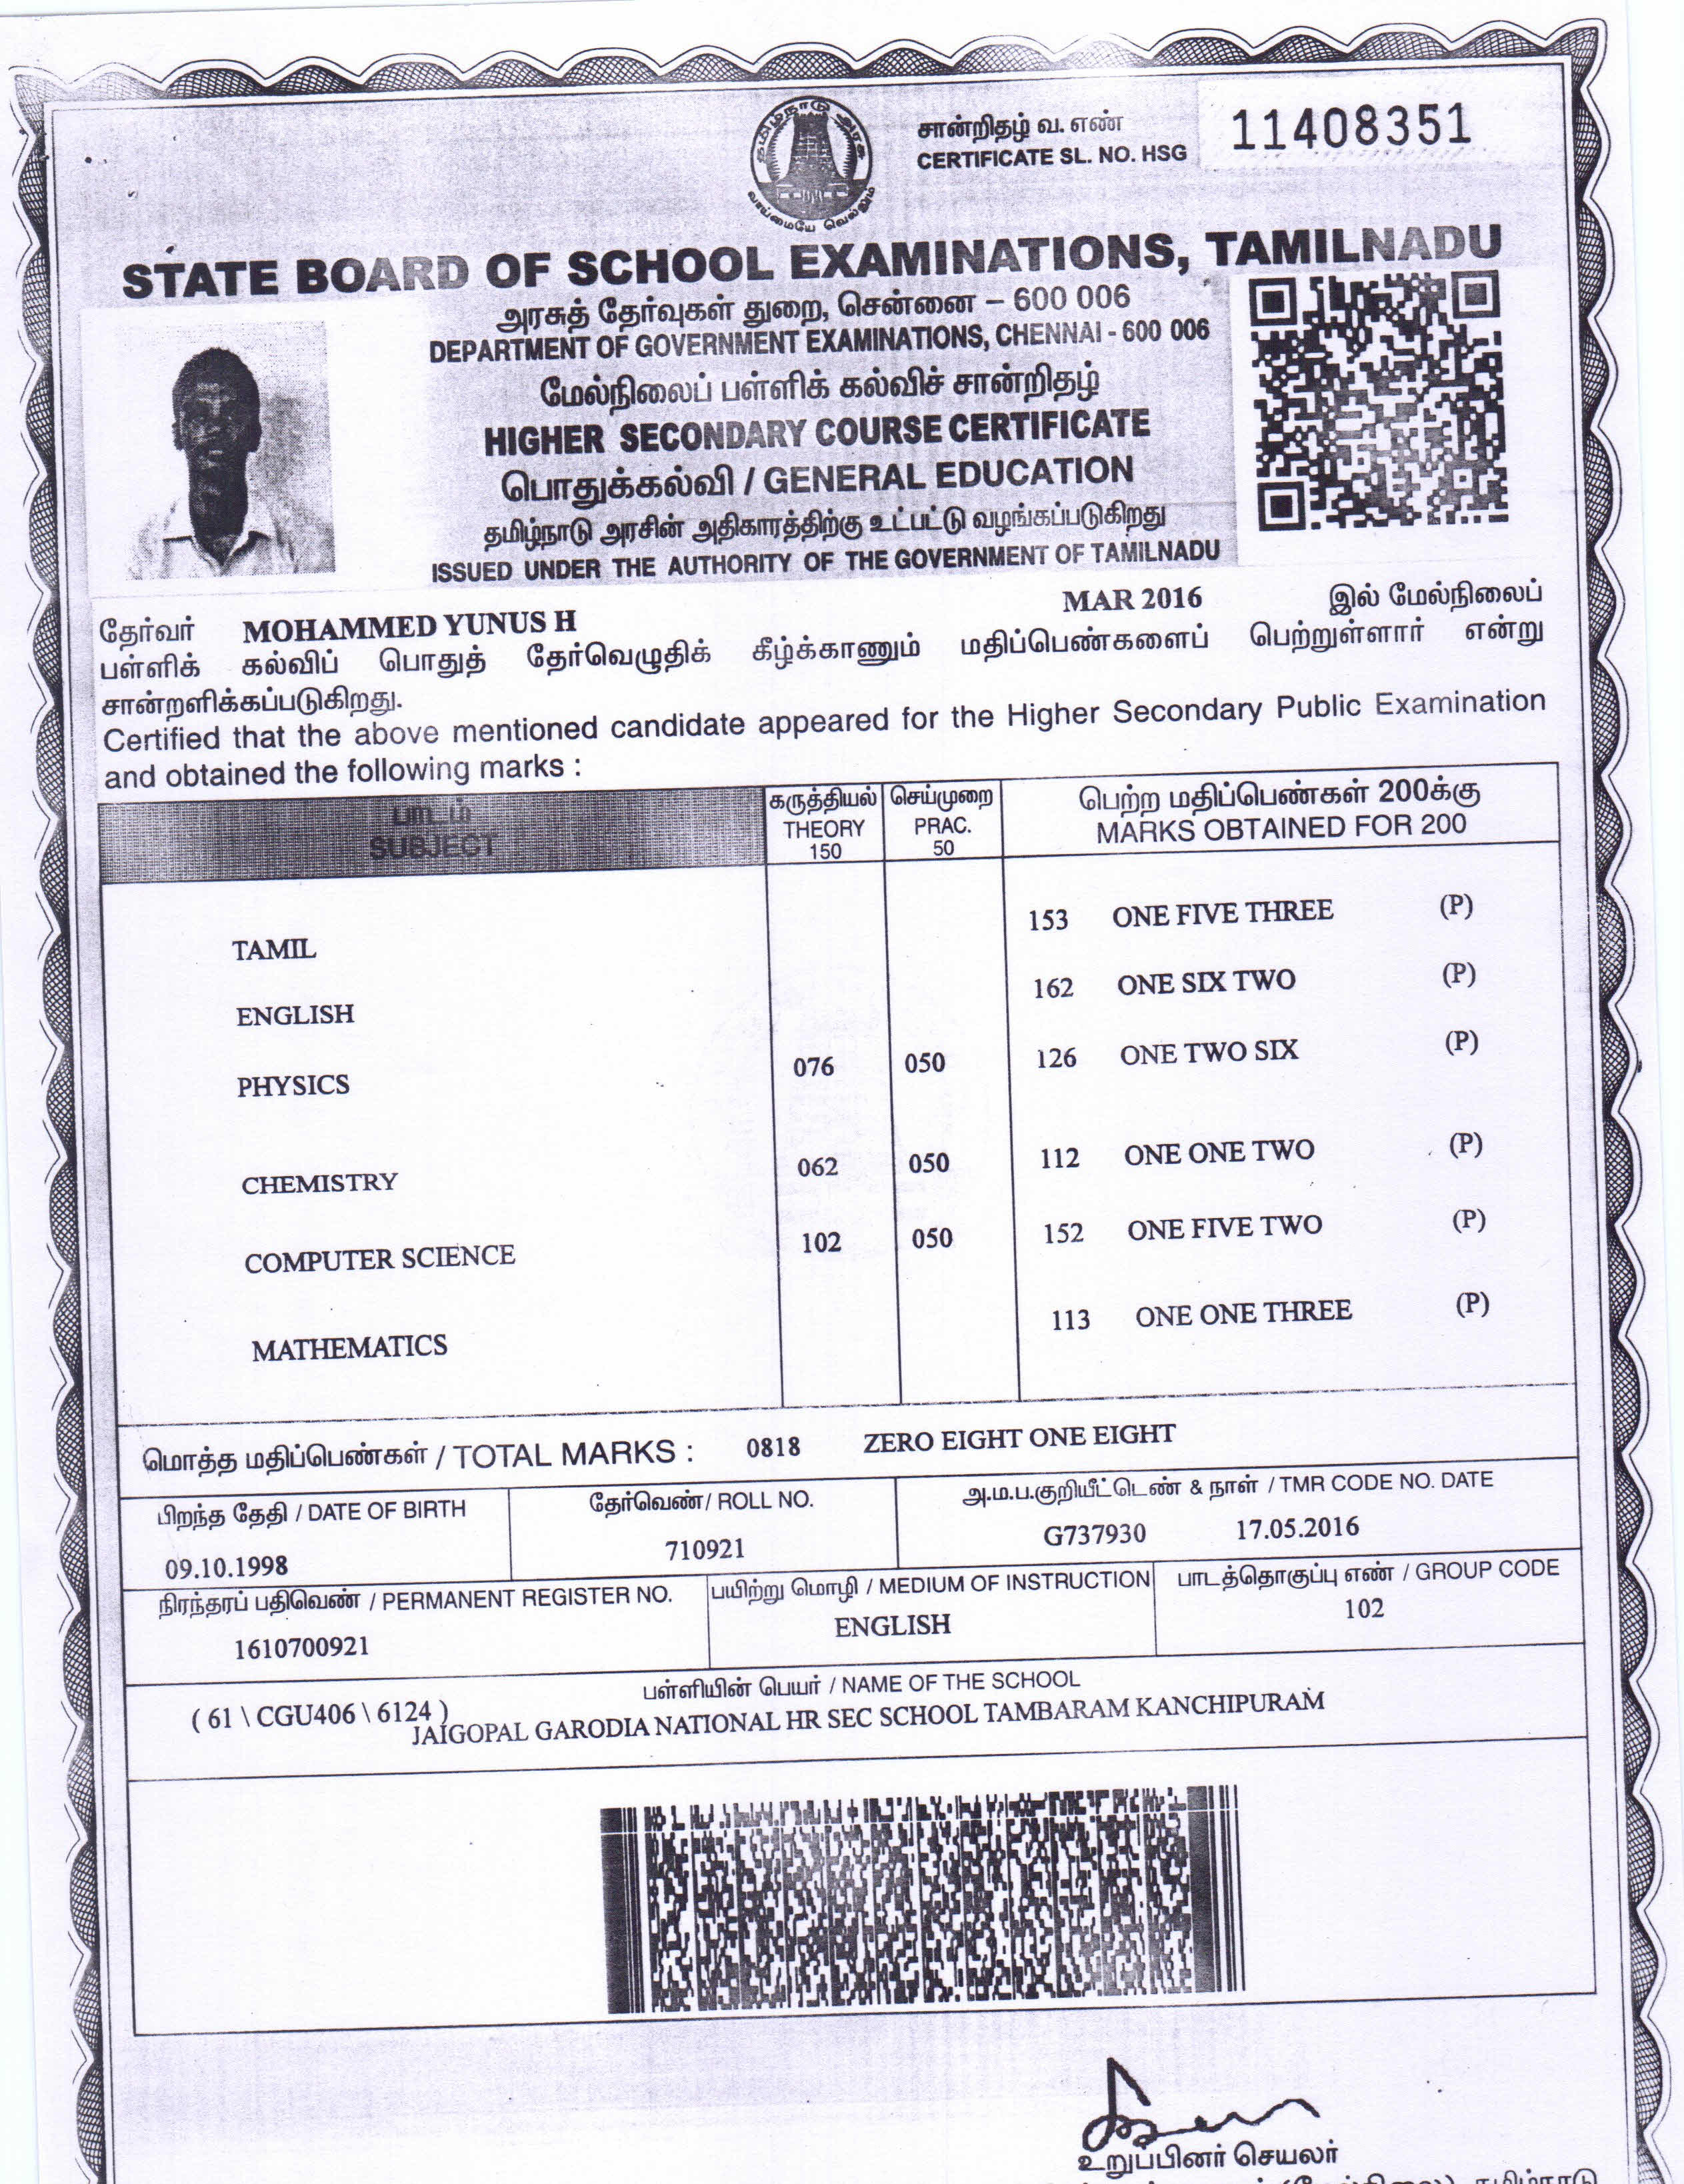 தமிழ்நாடு அரசு
வாய்மையே வெல்லும்
சான்றிதழ் வ. எண்
CERTIFICATE SL. NO. HSG
11408351
STATE BOARD OF SCHOOL EXAMINATIONS, TAMILNADU
அரசுத் தேர்வுகள் துறை, சென்னை – 600 006
DEPARTMENT OF GOVERNMENT EXAMINATIONS, CHENNAI - 600 006
மேல்நிலைப் பள்ளிக் கல்விச் சான்றிதழ்
HIGHER SECONDARY COURSE CERTIFICATE
பொதுக்கல்வி / GENERAL EDUCATION
தமிழ்நாடு அரசின் அதிகாரத்திற்கு உட்பட்டு வழங்கப்படுகிறது
ISSUED UNDER THE AUTHORITY OF THE GOVERNMENT OF TAMILNADU
தேர்வர் MOHAMMED YUNUS H MAR 2016 இல் மேல்நிலைப்
பள்ளிக் கல்விப் பொதுத் தேர்வெழுதிக் கீழ்க்காணும் மதிப்பெண்களைப் பெற்றுள்ளார் என்று
சான்றளிக்கப்படுகிறது.
Certified that the above mentioned candidate appeared for the Higher Secondary Public Examination
and obtained the following marks :
பாடம் கருத்தியல் செய்முறை பெற்ற மதிப்பெண்கள் 200க்கு
SUBJECT THEORY PRAC. MARKS OBTAINED FOR 200
150 50
TAMIL 153 ONE FIVE THREE (P)
ENGLISH 162 ONE SIX TWO (P)
PHYSICS 076 050 126 ONE TWO SIX (P)
CHEMISTRY 062 050 112 ONE ONE TWO (P)
COMPUTER SCIENCE 102 050 152 ONE FIVE TWO (P)
MATHEMATICS 113 ONE ONE THREE (P)
மொத்த மதிப்பெண்கள் / TOTAL MARKS : 0818 ZERO EIGHT ONE EIGHT
பிறந்த தேதி / DATE OF BIRTH தேர்வெண்/ ROLL NO. அ.ம.ப.குறியீட்டெண் & நாள் / TMR CODE NO. DATE
09.10.1998 710921 G737930 17.05.2016
நிரந்தரப் பதிவெண் / PERMANENT REGISTER NO. பயிற்று மொழி / MEDIUM OF INSTRUCTION பாடத்தொகுப்பு எண் / GROUP CODE
1610700921 ENGLISH 102
பள்ளியின் பெயர் / NAME OF THE SCHOOL
( 61 \ CGU406 \ 6124 )
JAIGOPAL GARODIA NATIONAL HR SEC SCHOOL TAMBARAM KANCHIPURAM
உறுப்பினர் செயலர்
(மேல்நிலை) தமிழ்நாடு